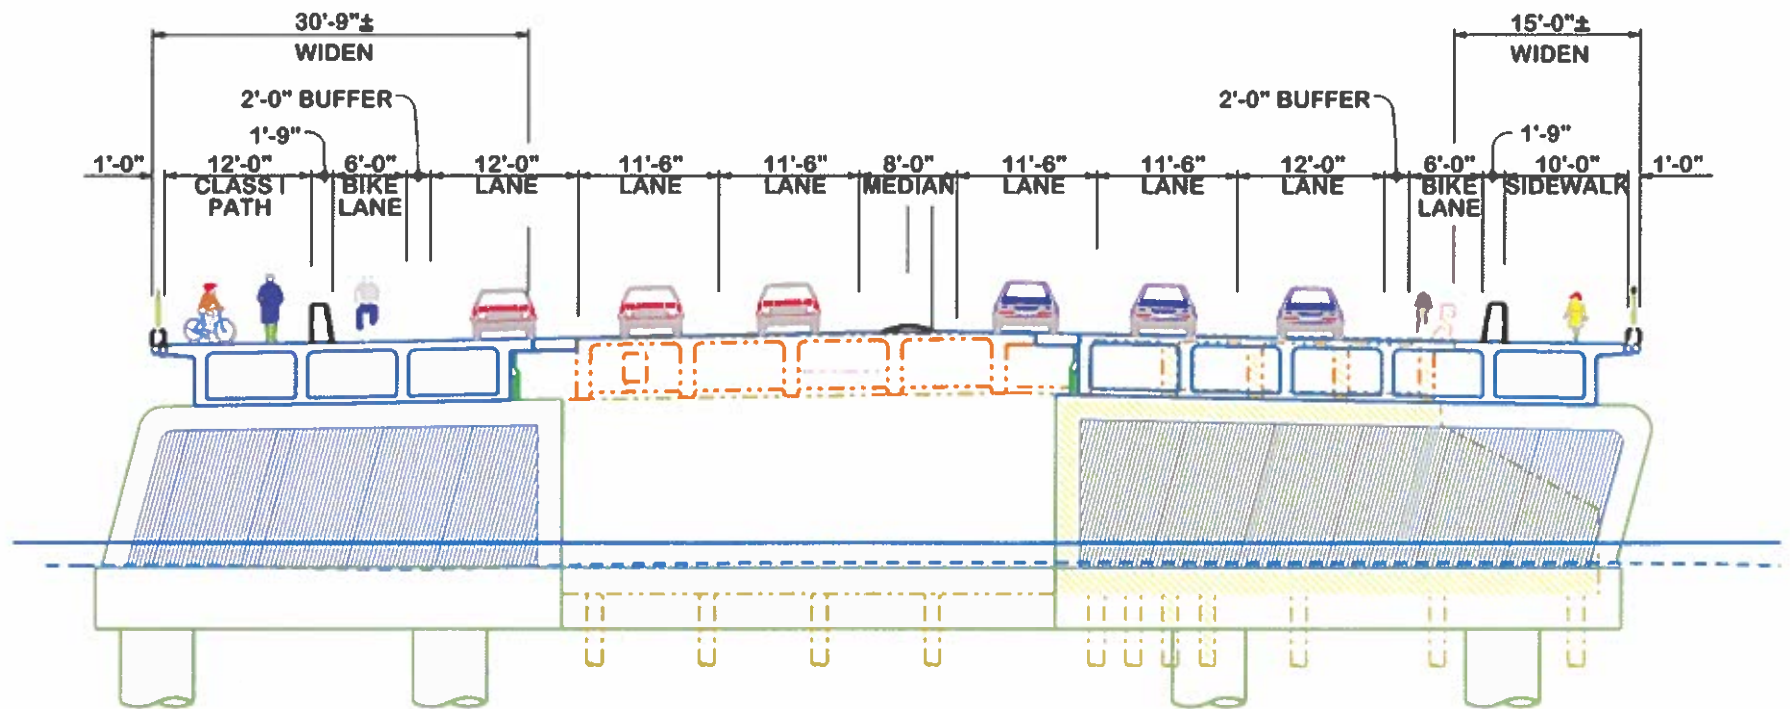 30'-9"±
WIDEN
15'-0"±
WIDEN
2'-0" BUFFER
2'-0" BUFFER
1'-9"
1'-9"
1'-0"
12'-0"
CLASS I
PATH
6'-0"
BIKE
LANE
12'-0"
LANE
11'-6"
LANE
11'-6"
LANE
8'-0"
MEDIAN
11'-6"
LANE
11'-6"
LANE
12'-0"
LANE
6'-0"
BIKE
LANE
10'-0"
SIDEWALK
1'-0"